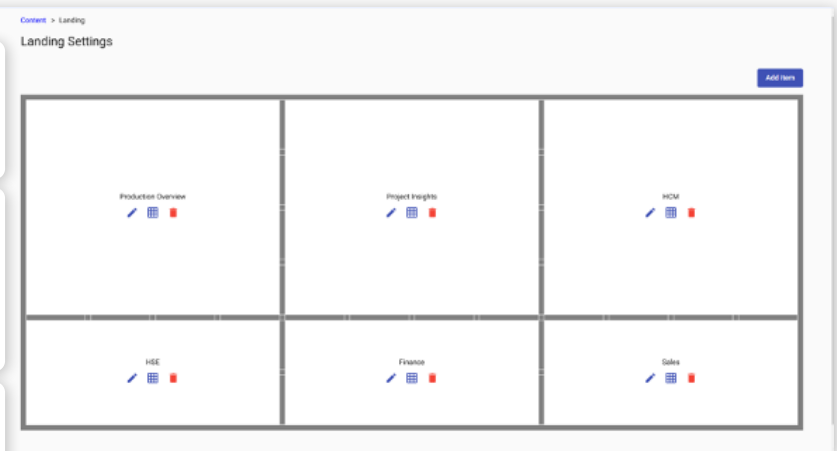 Content > Landing
Landing Settings
Add Item
Production Overview
Project Insights
HCM
HSE
Finance
Sales